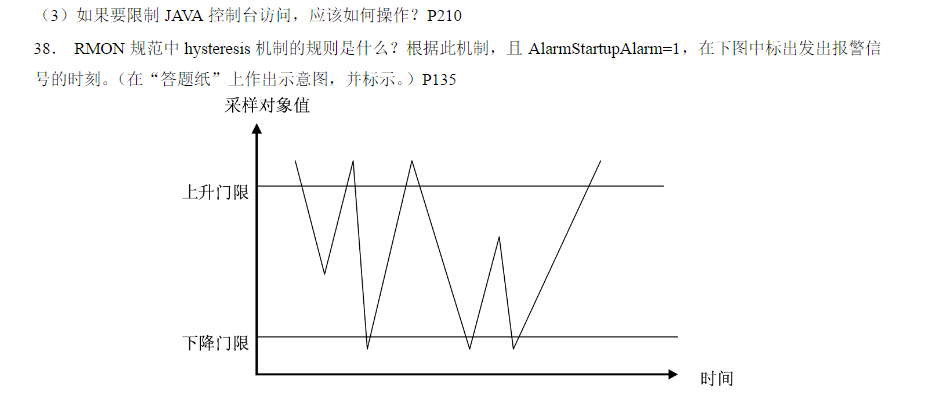 （3）如果要限制 JAVA 控制台访问，应该如何操作？P210
38． RMON 规范中 hysteresis 机制的规则是什么？根据此机制，且 AlarmStartupAlarm=1，在下图中标出发出报警信
号的时刻。（在“答题纸”上作出示意图，并标示。）P135
采样对象值
上升门限
下降门限
时间